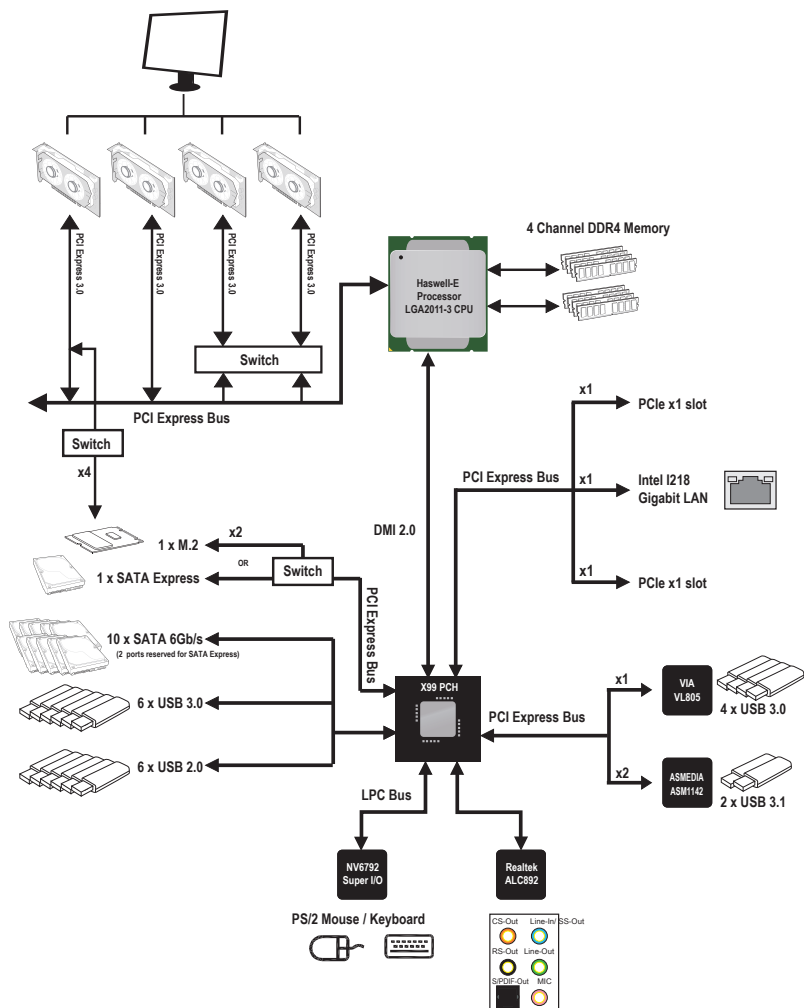 PCI Express 3.0
PCI Express 3.0
PCI Express 3.0
PCI Express 3.0
4 Channel DDR4 Memory
Haswell-E
Processor
LGA2011-3 CPU
Switch
PCI Express Bus
Switch
x4
x1
PCIe x1 slot
PCI Express Bus
x1
Intel I218
Gigabit LAN
x1
PCIe x1 slot
DMI 2.0
1 x M.2
x2
OR
Switch
1 x SATA Express
PCI Express Bus
10 x SATA 6Gb/s
(2 ports reserved for SATA Express)
6 x USB 3.0
6 x USB 2.0
X99 PCH
PCI Express Bus
x1
VIA
VL805
4 x USB 3.0
x2
ASMEDIA
ASM1142
2 x USB 3.1
LPC Bus
NV6792
Super I/O
Realtek
ALC892
PS/2 Mouse / Keyboard
CS-Out
Line-In/ SS-Out
RS-Out
Line-Out
S/PDIF-Out
MIC